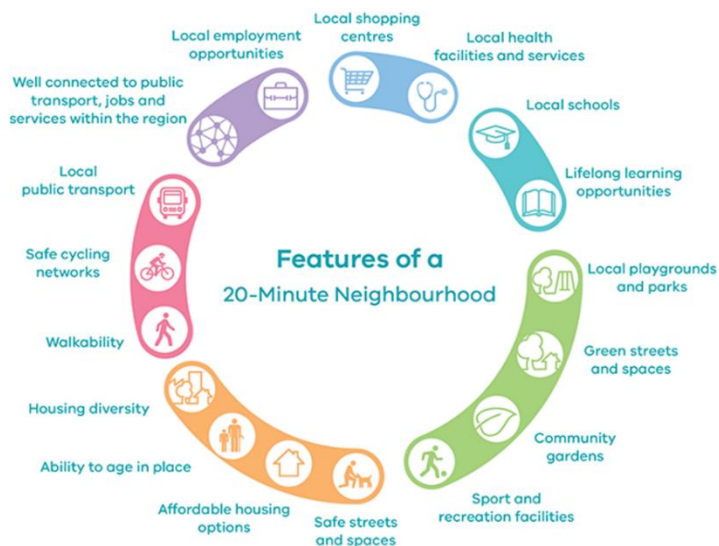 Features of a
20-Minute Neighbourhood
Local shopping
centres
Local health
facilities and services
Local schools
Lifelong learning
opportunities
Local playgrounds
and parks
Green streets
and spaces
Community
gardens
Sport and
recreation facilities
Safe streets
and spaces
Affordable housing
options
Ability to age in place
Housing diversity
Walkability
Safe cycling
networks
Local
public transport
Well connected to public
transport, jobs and
services within the region
Local employment
opportunities